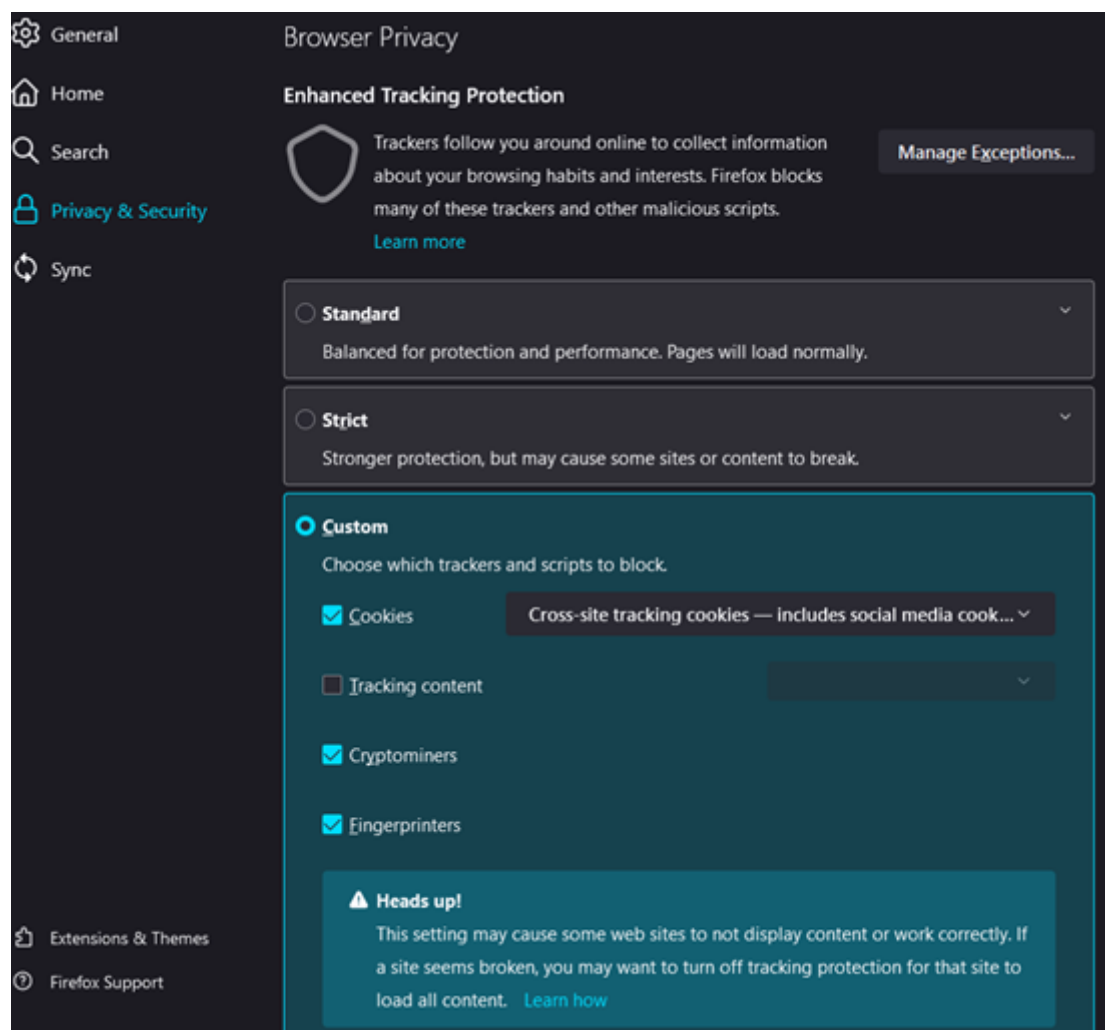 General
Home
Search
Privacy & Security
Sync
Extensions & Themes
Firefox Support
Browser Privacy
Enhanced Tracking Protection
Trackers follow you around online to collect information
about your browsing habits and interests. Firefox blocks
many of these trackers and other malicious scripts.
Learn more
Manage Exceptions...
Standard
Balanced for protection and performance. Pages will load normally.
Strict
Stronger protection, but may cause some sites or content to break.
Custom
Choose which trackers and scripts to block.
Cookies
Cross-site tracking cookies — includes social media cook...
Tracking content
Cryptominers
Fingerprinters
Heads up!
This setting may cause some web sites to not display content or work correctly. If
a site seems broken, you may want to turn off tracking protection for that site to
load all content. Learn how